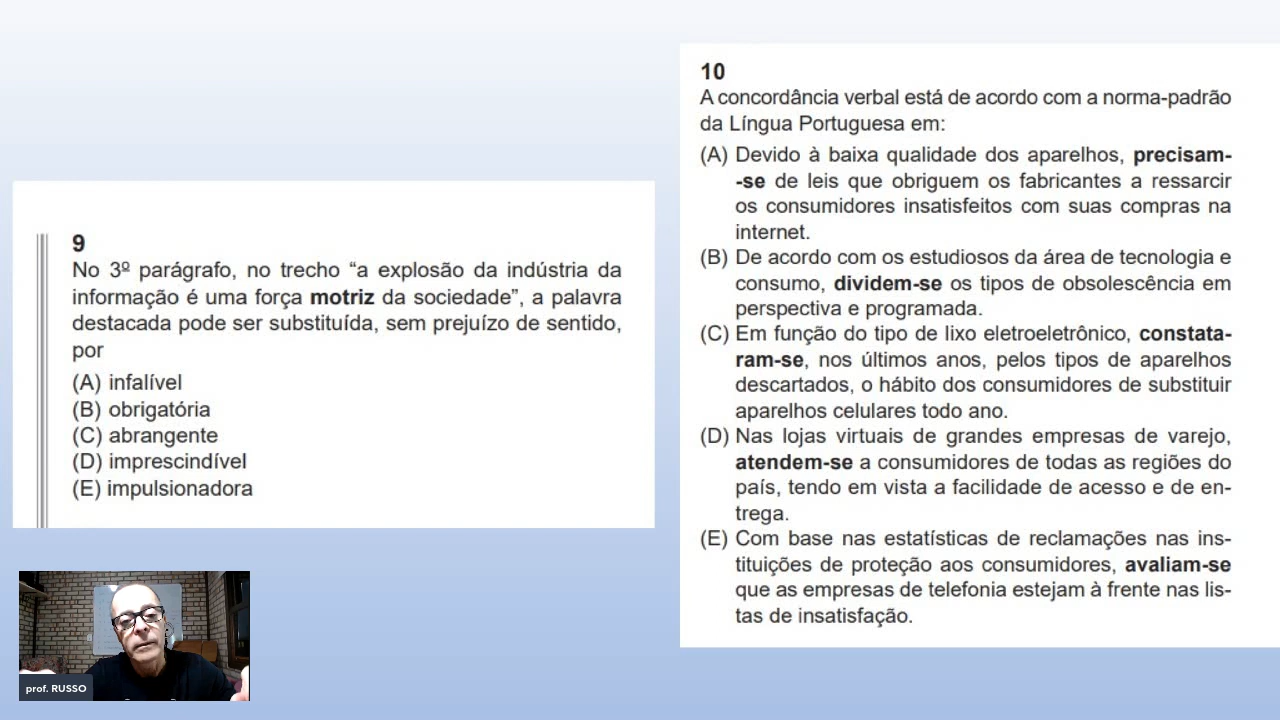 9
No 3º parágrafo, no trecho “a explosão da indústria da
informação é uma força motriz da sociedade”, a palavra
destacada pode ser substituída, sem prejuízo de sentido,
por
(A) infalível
(B) obrigatória
(C) abrangente
(D) imprescindível
(E) impulsionadora
10
A concordância verbal está de acordo com a norma-padrão
da Língua Portuguesa em:
(A) Devido à baixa qualidade dos aparelhos, precisam-
-se de leis que obriguem os fabricantes a ressarcir
os consumidores insatisfeitos com suas compras na
internet.
(B) De acordo com os estudiosos da área de tecnologia e
consumo, dividem-se os tipos de obsolescência em
perspectiva e programada.
(C) Em função do tipo de lixo eletroeletrônico, constata-
ram-se, nos últimos anos, pelos tipos de aparelhos
descartados, o hábito dos consumidores de substituir
aparelhos celulares todo ano.
(D) Nas lojas virtuais de grandes empresas de varejo,
atendem-se a consumidores de todas as regiões do
país, tendo em vista a facilidade de acesso e de en-
trega.
(E) Com base nas estatísticas de reclamações nas ins-
tituições de proteção aos consumidores, avaliam-se
que as empresas de telefonia estejam à frente nas lis-
tas de insatisfação.
prof. RUSSO